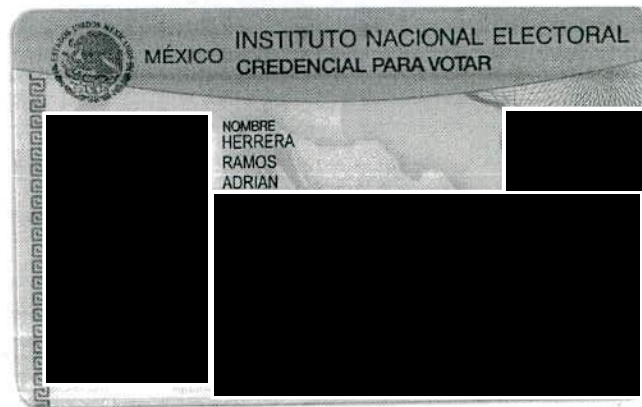 MÉXICO
INSTITUTO NACIONAL ELECTORAL
CREDENCIAL PARA VOTAR
NOMBRE
HERRERA
RAMOS
ADRIAN